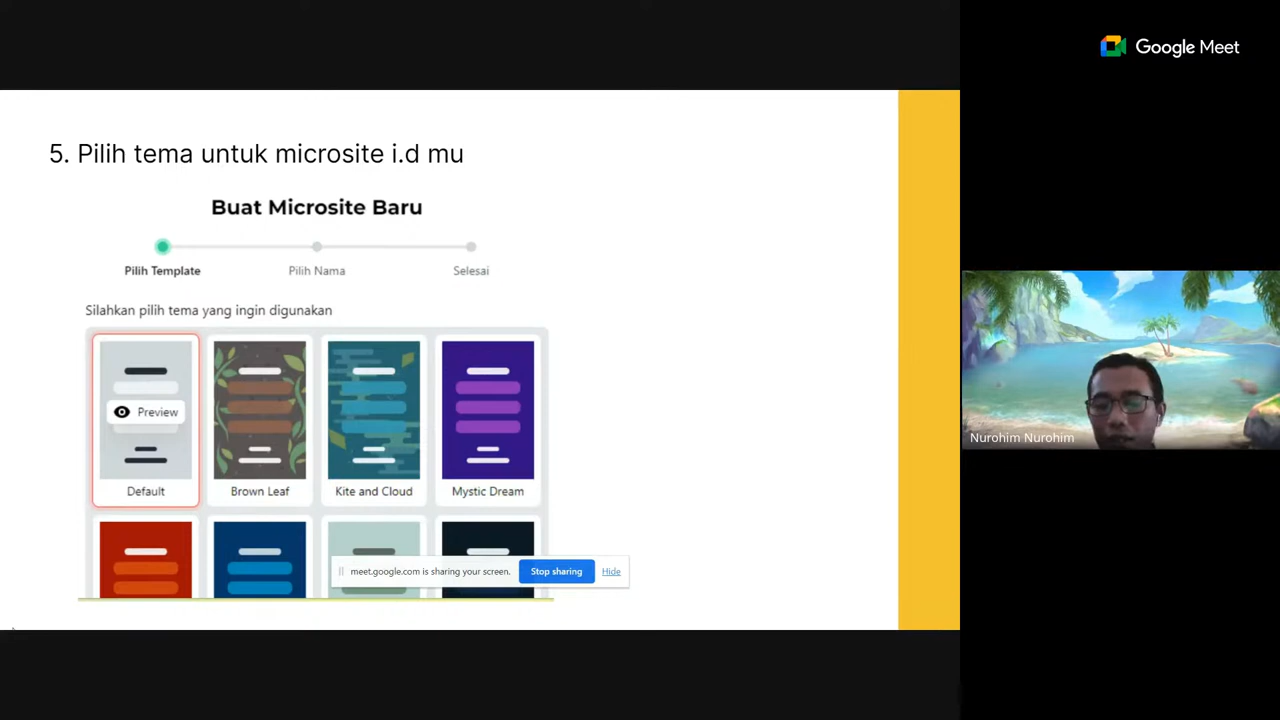 Google Meet
5. Pilih tema untuk microsite i.d mu
Buat Microsite Baru
Pilih Template
Pilih Nama
Selesai
Silahkan pilih tema yang ingin digunakan
Preview
Default
Brown Leaf
Kite and Cloud
Mystic Dream
meet.google.com is sharing your screen.
Stop sharing
Hide
Nurohim Nurohim